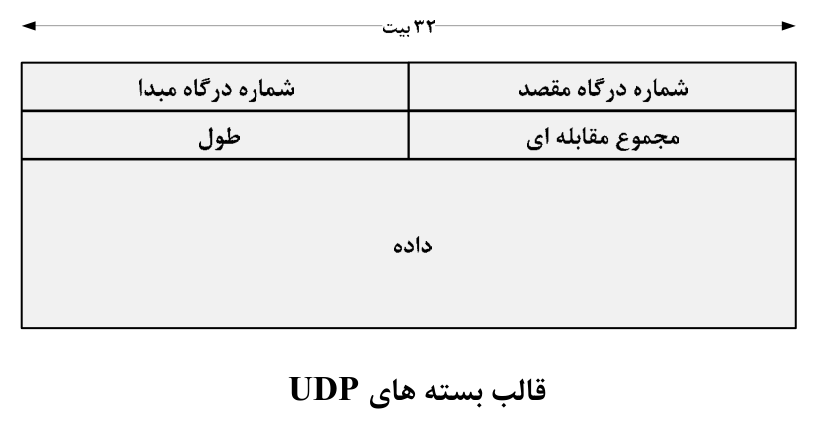 ۳۲ بیت
شماره درگاه مبدا شماره درگاه مقصد
طول مجموع مقابله ای
داده
قالب بسته های UDP